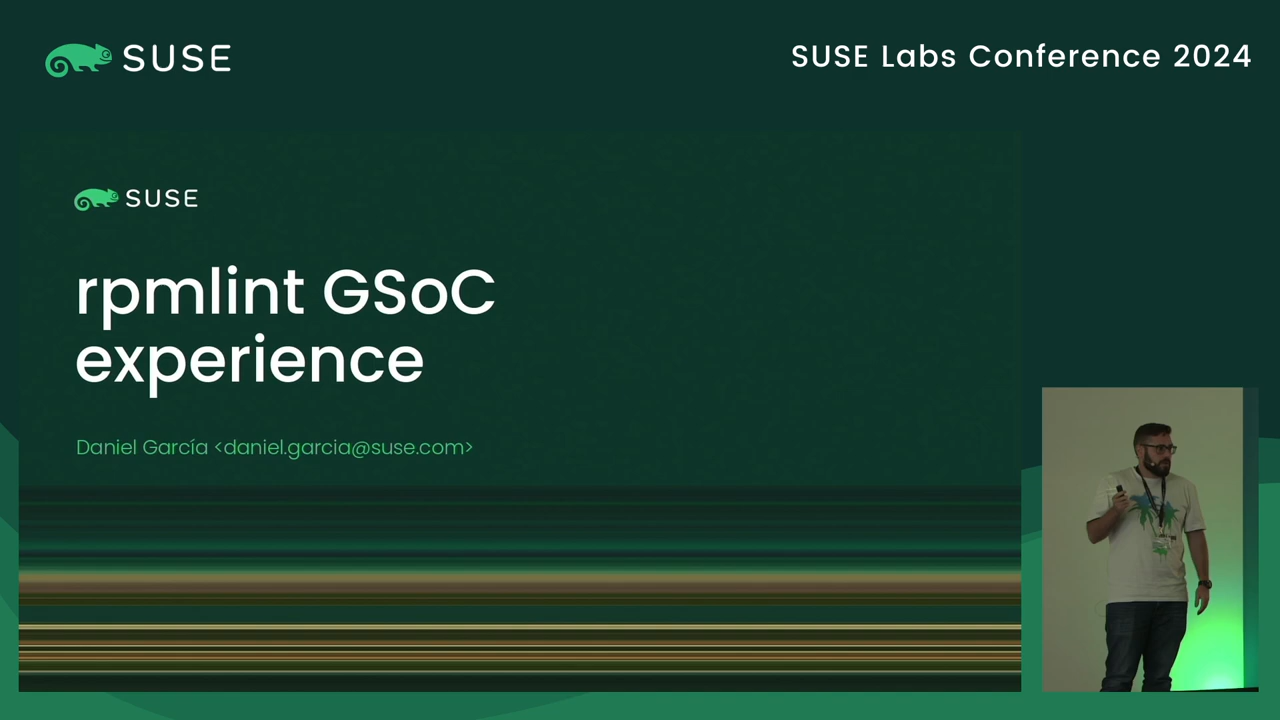 SUSE
SUSE Labs Conference 2024
SUSE
rpmlint GSoC
experience
Daniel García <daniel.garcia@suse.com>